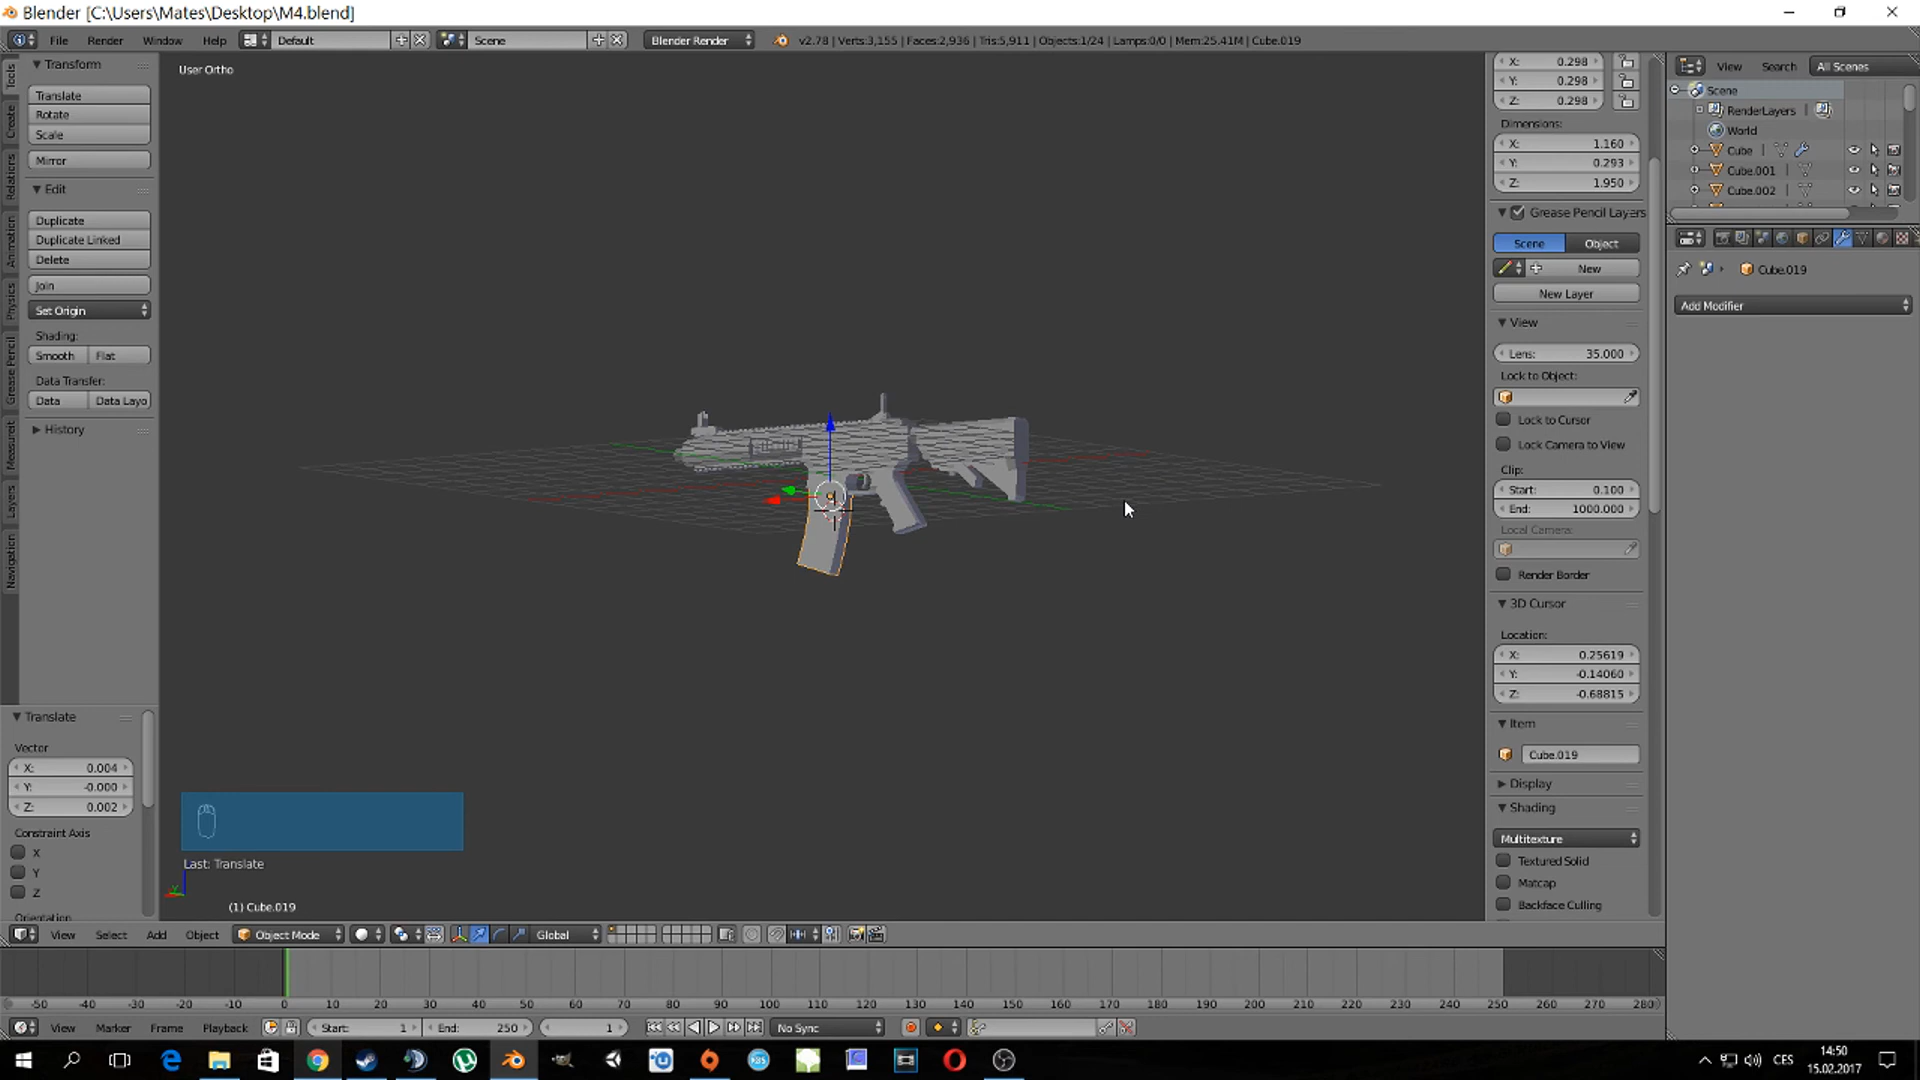 Blender [C:\Users\Mates\Desktop\M4.blend]
File Render Window Help Default Scene Blender Render v2.78 | Verts:3,155 | Faces:2,936 | Tris:5,911 | Objects:1/24 | Lamps:0/0 | Mem:25.41M | Cube.019
Tools
Create
Relations
Animation
Physics
Grease Pencil
Measureit
Layers
Navigation
Transform
Translate
Rotate
Scale
Mirror
Edit
Duplicate
Duplicate Linked
Delete
Join
Set Origin
Shading:
Smooth Flat
Data Transfer:
Data Data Layo
History
Translate
Vector
X: 0.004
Y: -0.000
Z: 0.002
Constraint Axis
X
Y
Z
Orientation
User Ortho
Last: Translate
(1) Cube.019
X: 0.298
Y: 0.298
Z: 0.298
Dimensions:
X: 1.160
Y: 0.293
Z: 1.950
Grease Pencil Layers
Scene Object
New
New Layer
View
Lens: 35.000
Lock to Object:
Lock to Cursor
Lock Camera to View
Clip:
Start: 0.100
End: 1000.000
Local Camera:
Render Border
3D Cursor
Location:
X: 0.25619
Y: -0.14060
Z: -0.68815
Item
Cube.019
Display
Shading
Multitexture
Textured Solid
Matcap
Backface Culling
View Search All Scenes
Scene
RenderLayers
World
Cube
Cube.001
Cube.002
Cube.019
Add Modifier
View Select Add Object Object Mode Global
-50 -40 -30 -20 -10 0 10 20 30 40 50 60 70 80 90 100 110 120 130 140 150 160 170 180 190 200 210 220 230 240 250 260 270 280
View Marker Frame Playback Start: 1 End: 250 1 No Sync
CES
14:50
15.02.2017